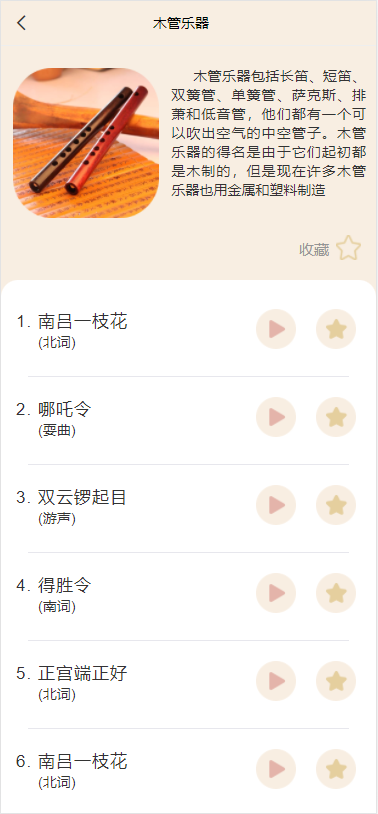 木管乐器
木管乐器包括长笛、短笛、
双簧管、单簧管、萨克斯、排
萧和低音管，他们都有一个可
以吹出空气的中空管子。木管
乐器的得名是由于它们起初都
是木制的，但是现在许多木管
乐器也用金属和塑料制造
收藏
1. 南吕一枝花
(北词)
2. 哪吒令
(耍曲)
3. 双云锣起目
(游声)
4. 得胜令
(南词)
5. 正宫端正好
(北词)
6. 南吕一枝花
(北词)